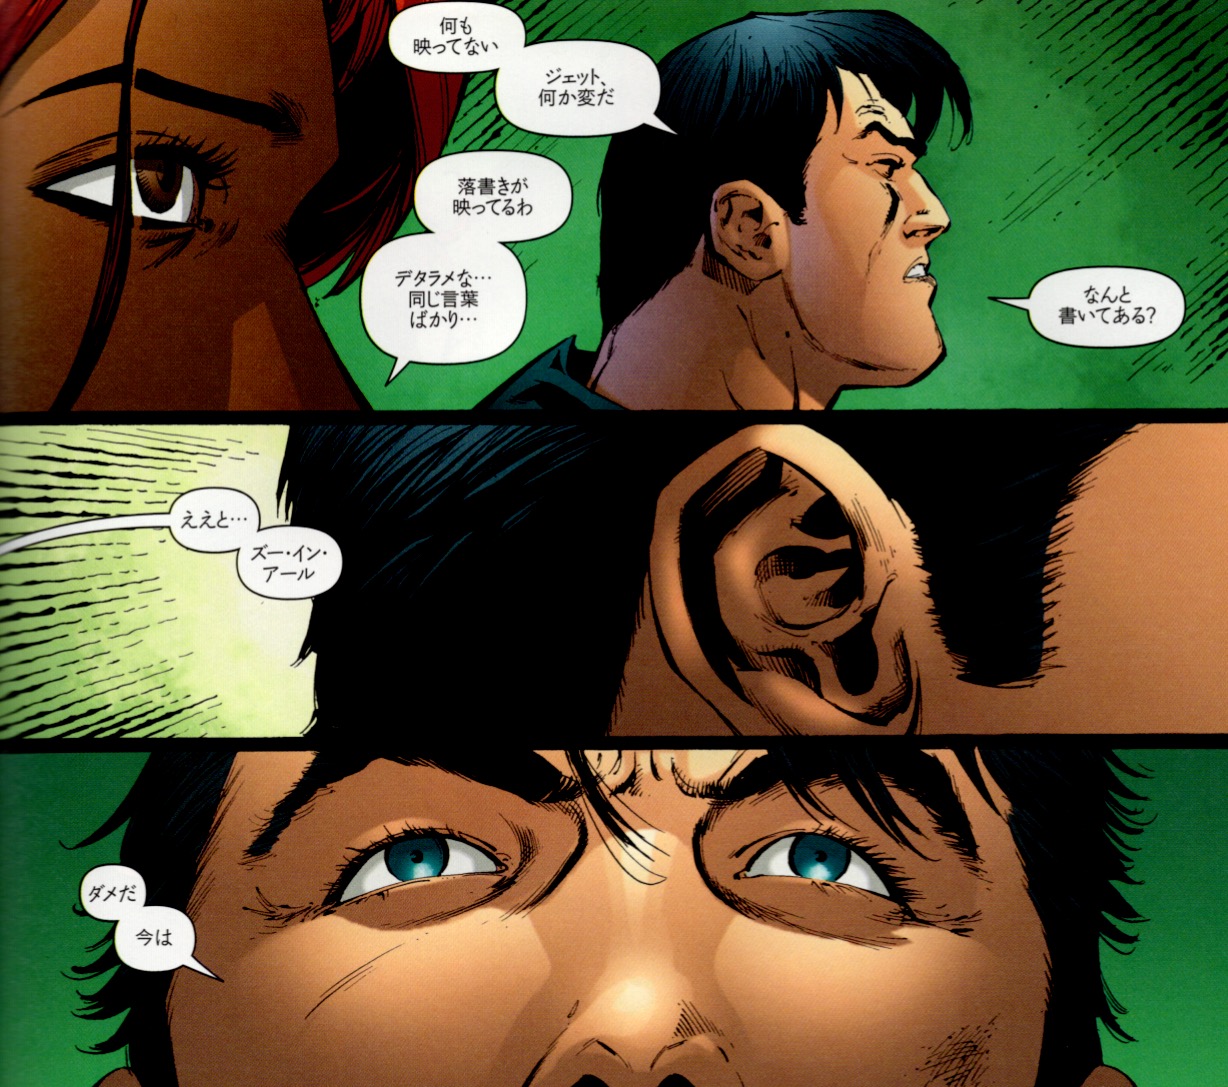 何も
映ってない
ジェット、
何か変だ
落書きが
映ってるわ
デタラメな…
同じ言葉
ばかり…
なんと
書いてある?
ええと…
ズー・イン・
アール
ダメだ
今は